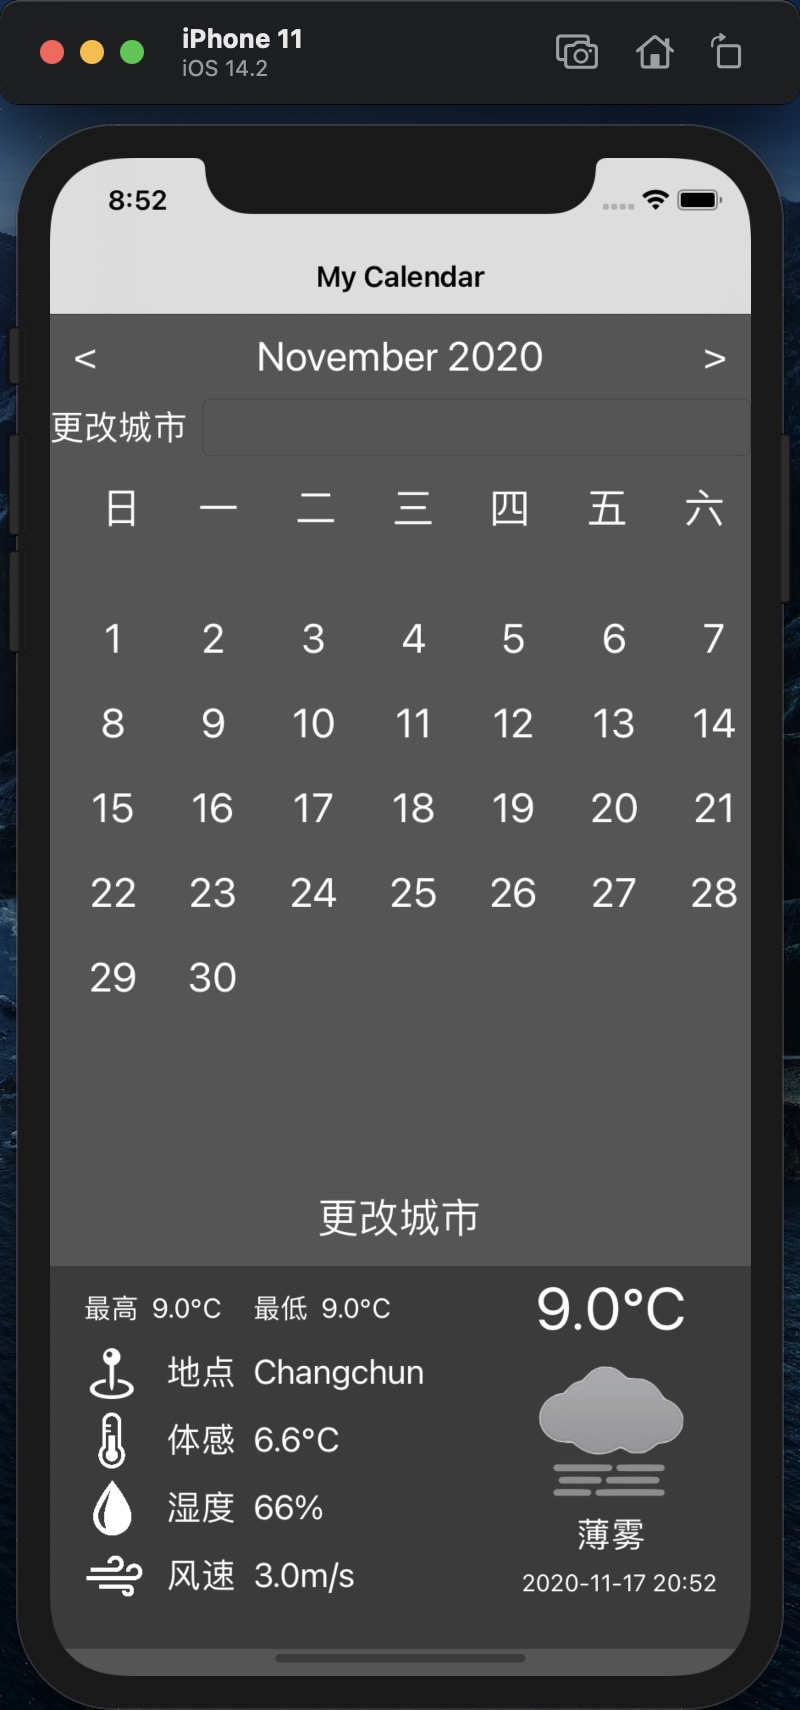 iPhone 11
iOS 14.2
8:52
My Calendar
< November 2020 >
更改城市
日 一 二 三 四 五 六
1 2 3 4 5 6 7
8 9 10 11 12 13 14
15 16 17 18 19 20 21
22 23 24 25 26 27 28
29 30
更改城市
最高 9.0°C 最低 9.0°C
9.0°C
地点 Changchun
体感 6.6°C
湿度 66%
风速 3.0m/s
薄雾
2020-11-17 20:52